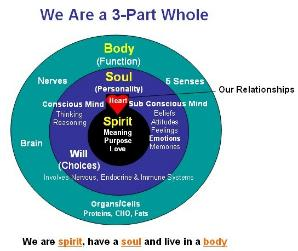 We Are a 3-Part Whole
Body
(Function)
Nerves
Soul
(Personality)
5 Senses
Our Relationships
Conscious Mind
Heart
Sub Conscious Mind
Thinking
Reasoning
Beliefs
Attitudes
Feelings
Emotions
Memories
Spirit
Meaning
Purpose
Love
Brain
Will
(Choices)
Involves Nervous, Endocrine & Immune Systems
Organs/Cells
Proteins, CHO, Fats
We are spirit, have a soul and live in a body